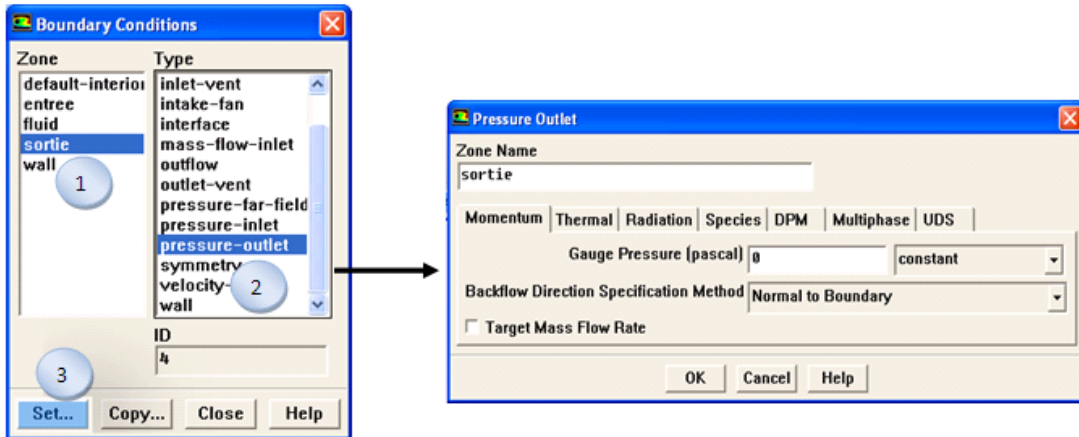 Boundary Conditions
Zone
default-interior
entree
fluid
sortie
wall
1
Type
inlet-vent
intake-fan
interface
mass-flow-inlet
outflow
outlet-vent
pressure-far-field
pressure-inlet
pressure-outlet
symmetry
velocity-
wall
2
ID
4
3
Set... Copy... Close Help
Pressure Outlet
Zone Name
sortie
Momentum Thermal Radiation Species DPM Multiphase UDS
Gauge Pressure (pascal) 0 constant
Backflow Direction Specification Method Normal to Boundary
Target Mass Flow Rate
OK Cancel Help